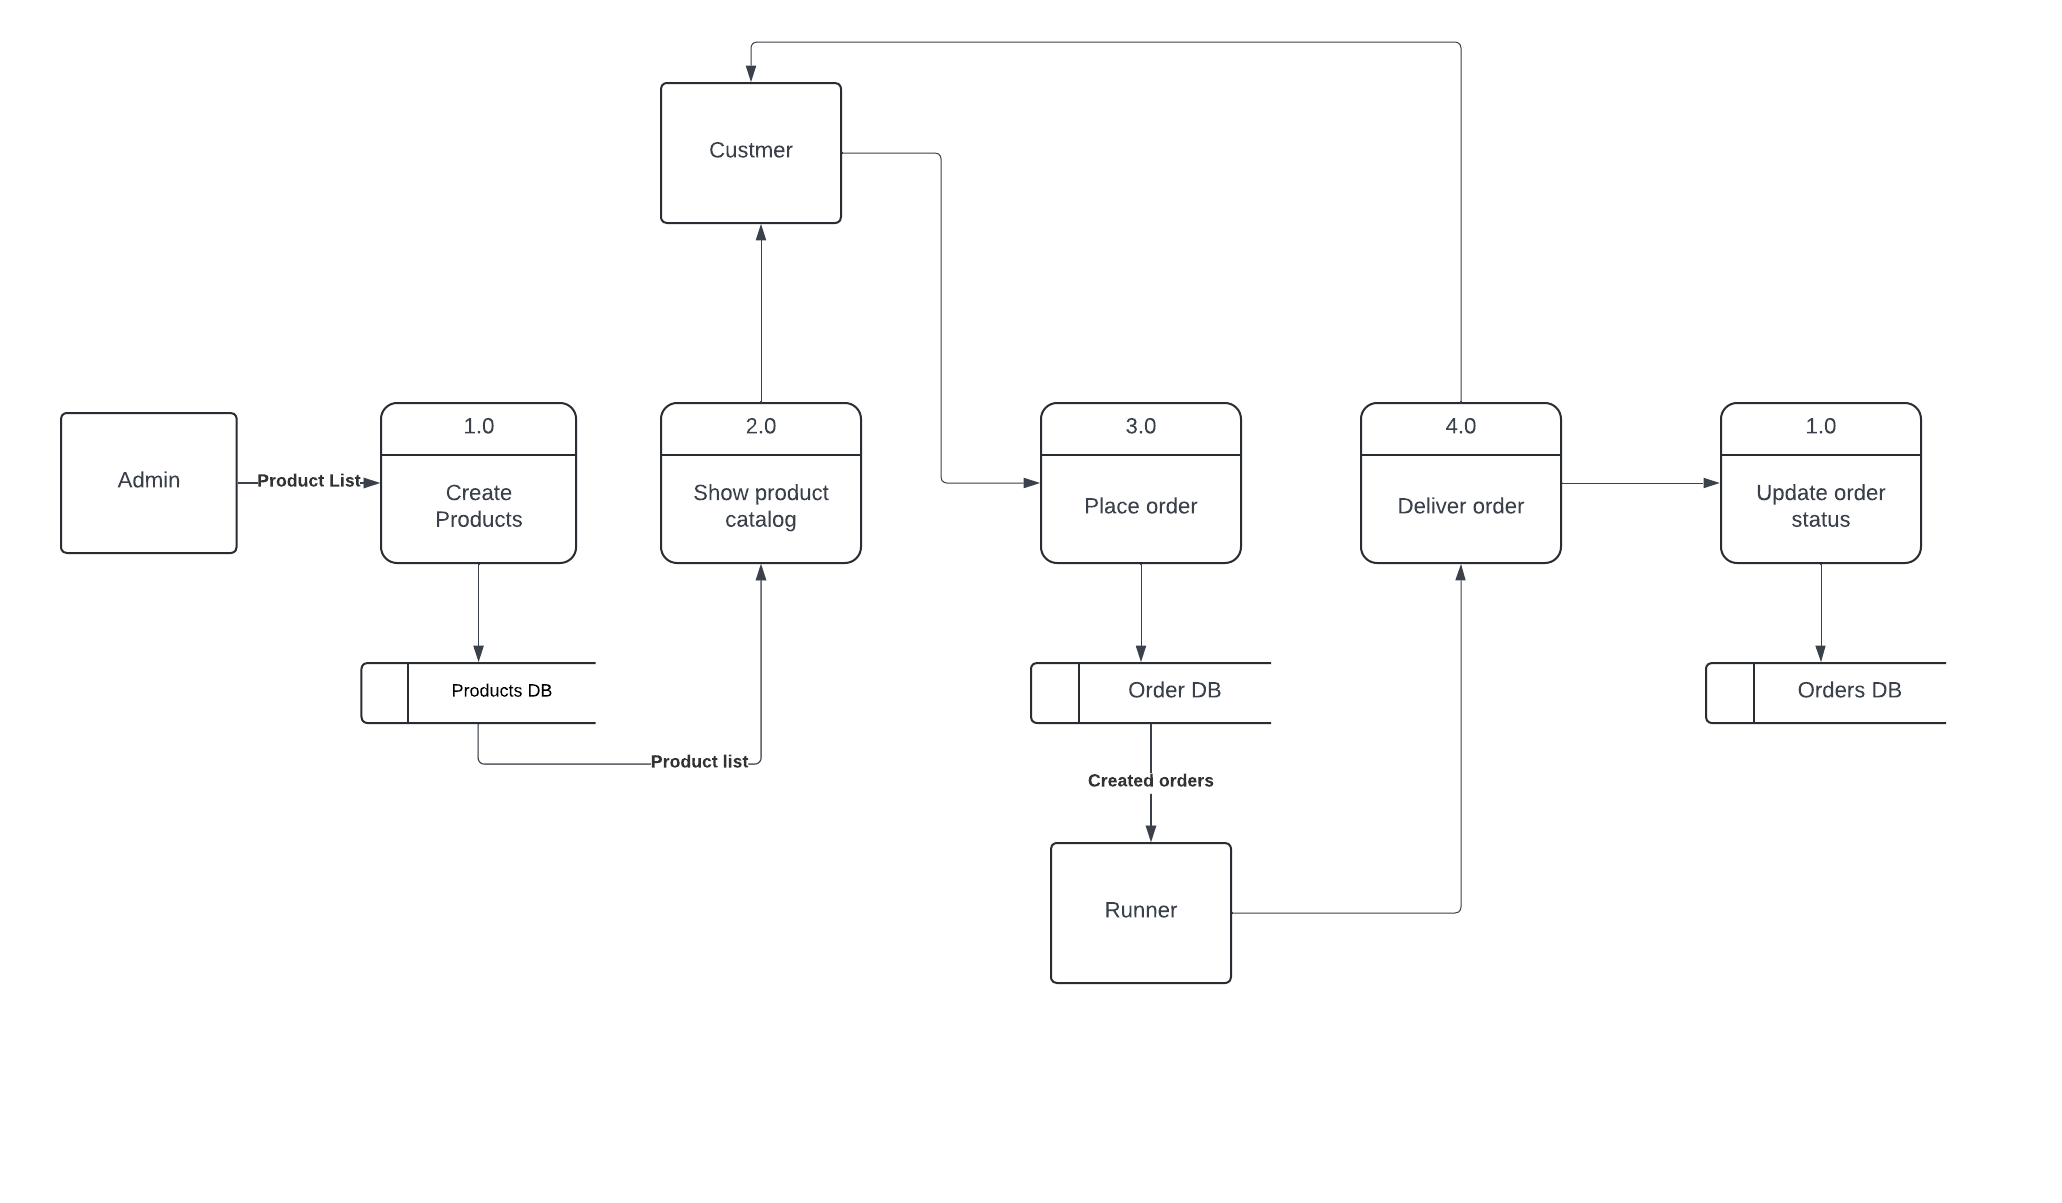 Custmer
Admin
Product List
1.0
Create
Products
2.0
Show product
catalog
3.0
Place order
4.0
Deliver order
1.0
Update order
status
Products DB
Order DB
Orders DB
Product list
Created orders
Runner